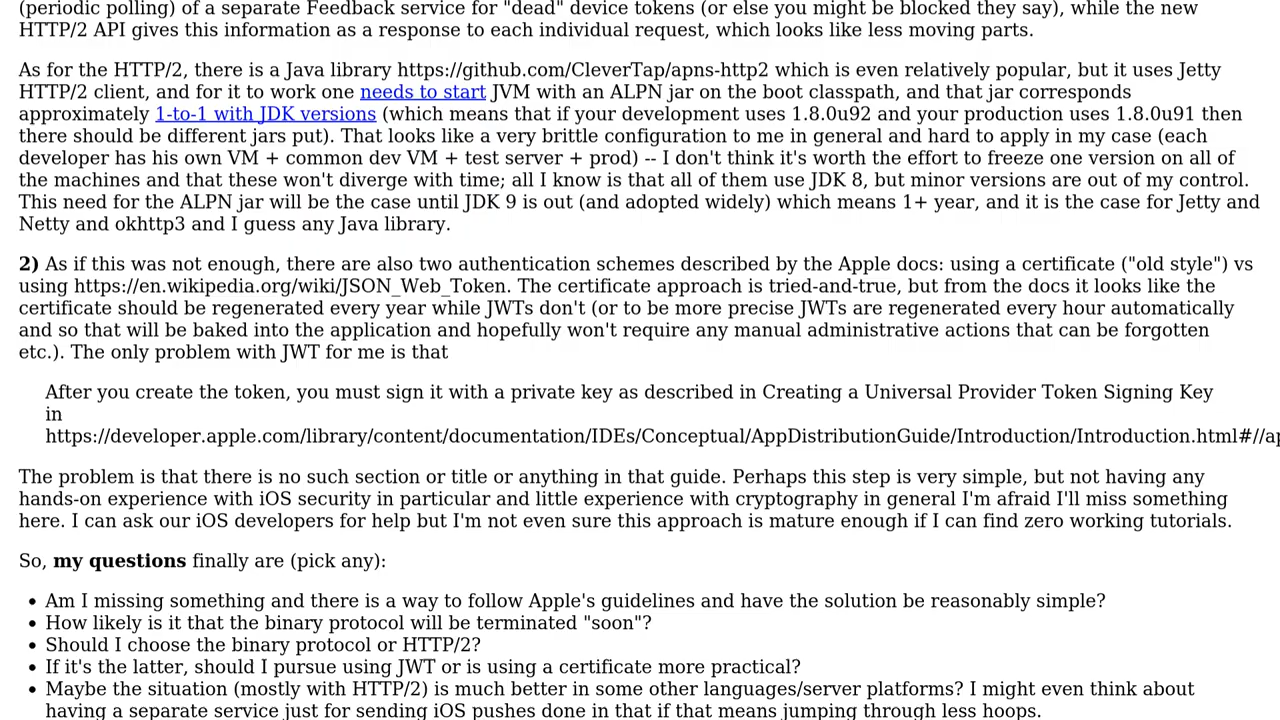 (periodic polling) of a separate Feedback service for "dead" device tokens (or else you might be blocked they say), while the new
HTTP/2 API gives this information as a response to each individual request, which looks like less moving parts.
As for the HTTP/2, there is a Java library https://github.com/CleverTap/apns-http2 which is even relatively popular, but it uses Jetty
HTTP/2 client, and for it to work one needs to start JVM with an ALPN jar on the boot classpath, and that jar corresponds
approximately 1-to-1 with JDK versions (which means that if your development uses 1.8.0u92 and your production uses 1.8.0u91 then
there should be different jars put). That looks like a very brittle configuration to me in general and hard to apply in my case (each
developer has his own VM + common dev VM + test server + prod) -- I don't think it's worth the effort to freeze one version on all of
the machines and that these won't diverge with time; all I know is that all of them use JDK 8, but minor versions are out of my control.
This need for the ALPN jar will be the case until JDK 9 is out (and adopted widely) which means 1+ year, and it is the case for Jetty and
Netty and okhttp3 and I guess any Java library.
2) As if this was not enough, there are also two authentication schemes described by the Apple docs: using a certificate ("old style") vs
using https://en.wikipedia.org/wiki/JSON_Web_Token. The certificate approach is tried-and-true, but from the docs it looks like the
certificate should be regenerated every year while JWTs don't (or to be more precise JWTs are regenerated every hour automatically
and so that will be baked into the application and hopefully won't require any manual administrative actions that can be forgotten
etc.). The only problem with JWT for me is that
After you create the token, you must sign it with a private key as described in Creating a Universal Provider Token Signing Key
in
https://developer.apple.com/library/content/documentation/IDEs/Conceptual/AppDistributionGuide/Introduction/Introduction.html#//ap
The problem is that there is no such section or title or anything in that guide. Perhaps this step is very simple, but not having any
hands-on experience with iOS security in particular and little experience with cryptography in general I'm afraid I'll miss something
here. I can ask our iOS developers for help but I'm not even sure this approach is mature enough if I can find zero working tutorials.
So, my questions finally are (pick any):
• Am I missing something and there is a way to follow Apple's guidelines and have the solution be reasonably simple?
• How likely is it that the binary protocol will be terminated "soon"?
• Should I choose the binary protocol or HTTP/2?
• If it's the latter, should I pursue using JWT or is using a certificate more practical?
• Maybe the situation (mostly with HTTP/2) is much better in some other languages/server platforms? I might even think about
having a separate service just for sending iOS pushes done in that if that means jumping through less hoops.